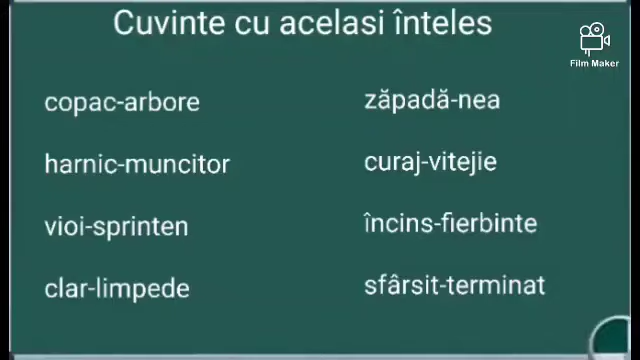 Cuvinte cu acelasi înteles
Film Maker
copac-arbore
harnic-muncitor
vioi-sprinten
clar-limpede
zăpadă-nea
curaj-vitejie
încins-fierbinte
sfârsit-terminat